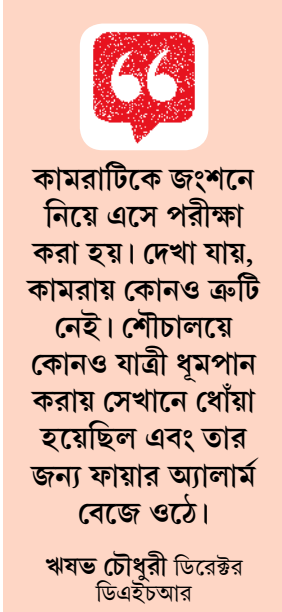 কামরাটিকে জংশনে
নিয়ে এসে পরীক্ষা
করা হয়। দেখা যায়,
কামরায় কোনও ত্রুটি
নেই। শৌচালয়ে
কোনও যাত্রী ধূমপান
করায় সেখানে ধোঁয়া
হয়েছিল এবং তার
জন্য ফায়ার অ্যালার্ম
বেজে ওঠে।
ঋষভ চৌধুরী ডিরেক্টর
ডিএইচআর